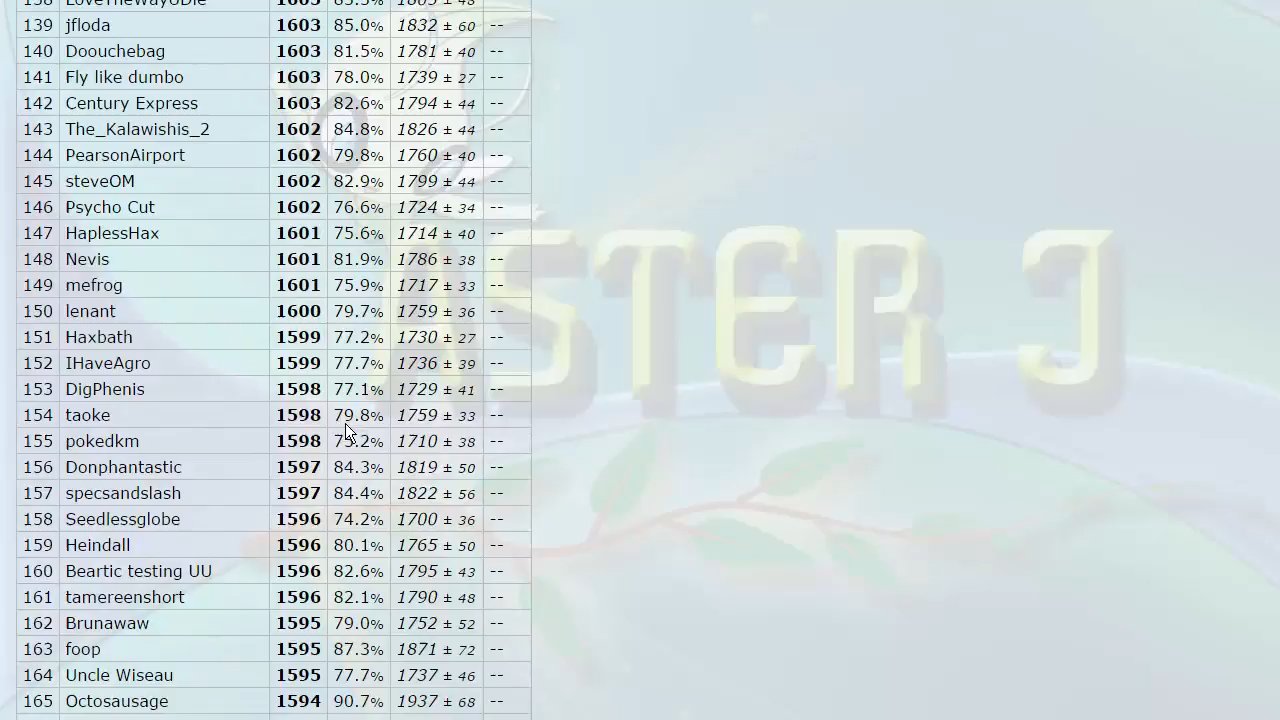 138 LoveTheWayUDie 1603 83.3% 1805 ± 48 --
139 jfloda 1603 85.0% 1832 ± 60 --
140 Doouchebag 1603 81.5% 1781 ± 40 --
141 Fly like dumbo 1603 78.0% 1739 ± 27 --
142 Century Express 1603 82.6% 1794 ± 44 --
143 The_Kalawishis_2 1602 84.8% 1826 ± 44 --
144 PearsonAirport 1602 79.8% 1760 ± 40 --
145 steveOM 1602 82.9% 1799 ± 44 --
146 Psycho Cut 1602 76.6% 1724 ± 34 --
147 HaplessHax 1601 75.6% 1714 ± 40 --
148 Nevis 1601 81.9% 1786 ± 38 --
149 mefrog 1601 75.9% 1717 ± 33 --
150 lenant 1600 79.7% 1759 ± 36 --
151 Haxbath 1599 77.2% 1730 ± 27 --
152 IHaveAgro 1599 77.7% 1736 ± 39 --
153 DigPhenis 1598 77.1% 1729 ± 41 --
154 taoke 1598 79.8% 1759 ± 33 --
155 pokedkm 1598 1710 ± 38 --
156 Donphantastic 1597 84.3% 1819 ± 50 --
157 specsandslash 1597 84.4% 1822 ± 56 --
158 Seedlessglobe 1596 74.2% 1700 ± 36 --
159 Heindall 1596 80.1% 1765 ± 50 --
160 Beartic testing UU 1596 82.6% 1795 ± 43 --
161 tamereenshort 1596 82.1% 1790 ± 48 --
162 Brunawaw 1595 79.0% 1752 ± 52 --
163 foop 1595 87.3% 1871 ± 72 --
164 Uncle Wiseau 1595 77.7% 1737 ± 46 --
165 Octosausage 1594 90.7% 1937 ± 68 --
ASTER J